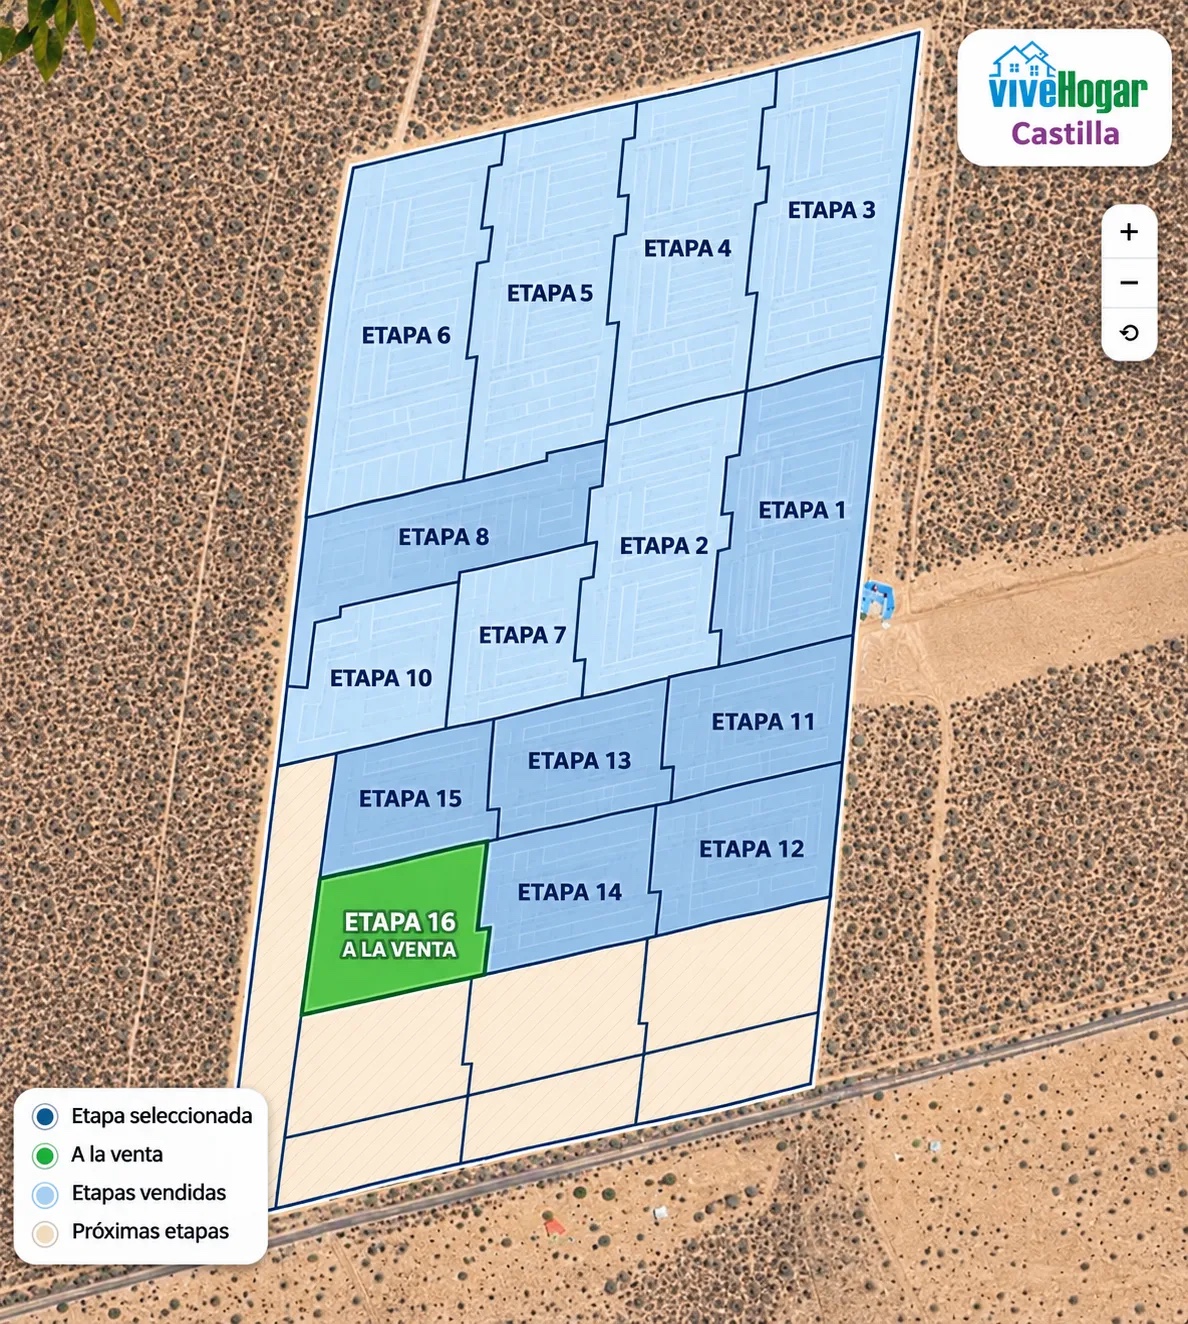 viveHogar
Castilla
+
−
ETAPA 3
ETAPA 4
ETAPA 5
ETAPA 6
ETAPA 1
ETAPA 8
ETAPA 2
ETAPA 7
ETAPA 10
ETAPA 11
ETAPA 13
ETAPA 15
ETAPA 12
ETAPA 14
ETAPA 16
A LA VENTA
Etapa seleccionada
A la venta
Etapas vendidas
Próximas etapas